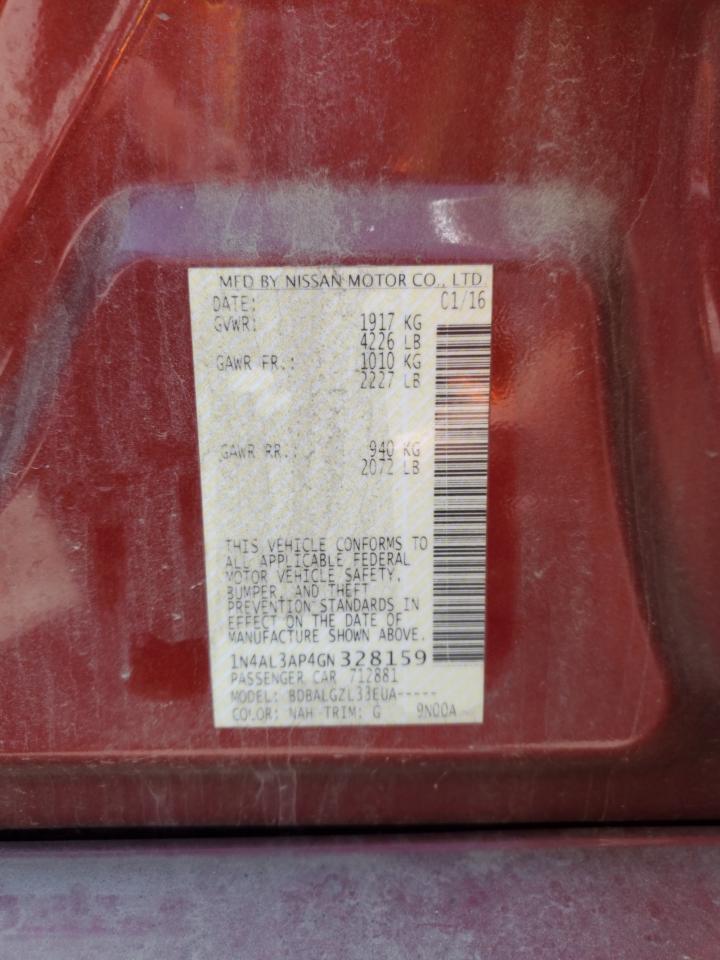 MFD BY NISSAN MOTOR CO., LTD.
DATE: 01/16
GVWR: 1917 KG
4226 LB
GAWR FR.: 1010 KG
2227 LB
GAWR RR.: 940 KG
2072 LB
THIS VEHICLE CONFORMS TO
ALL APPLICABLE FEDERAL
MOTOR VEHICLE SAFETY,
BUMPER, AND THEFT
PREVENTION STANDARDS IN
EFFECT ON THE DATE OF
MANUFACTURE SHOWN ABOVE.
1N4AL3AP4GN328159
PASSENGER CAR 712881
MODEL: BDBALGZL33EUA-----
COLOR: NAH TRIM: G 9N00A